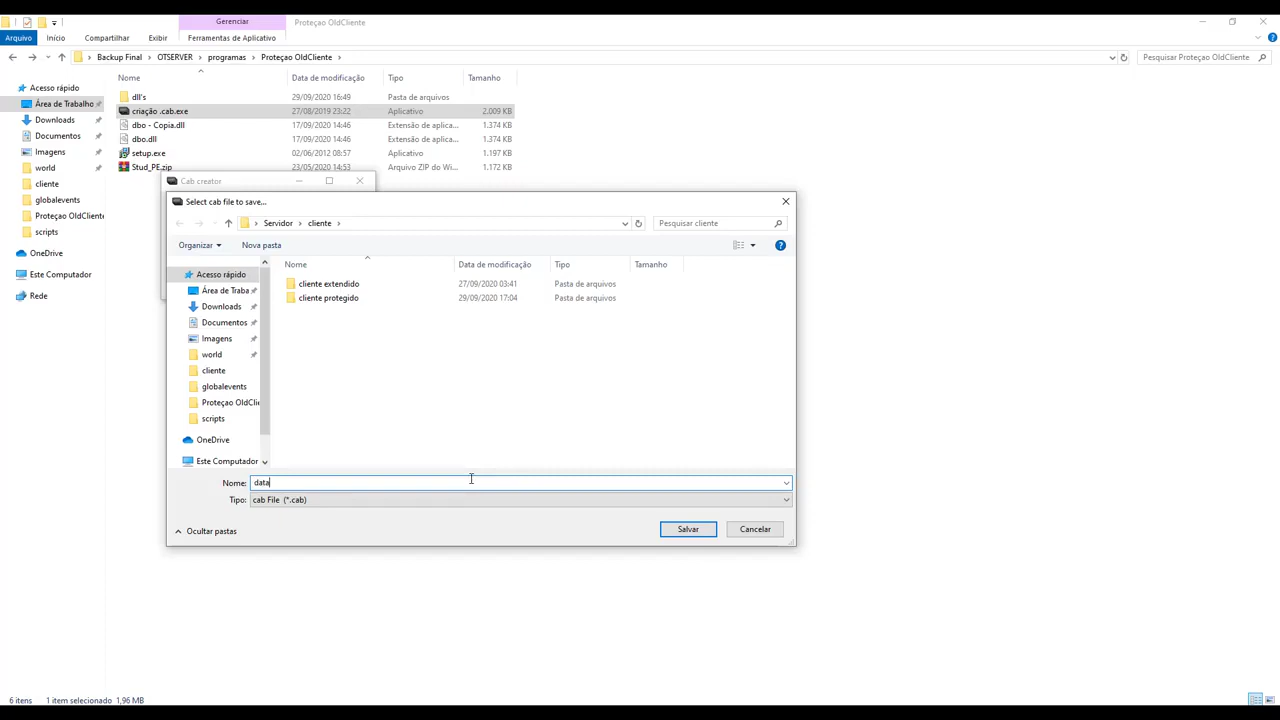 Gerenciar
Proteçao OldCliente
Arquivo
Início
Compartilhar
Exibir
Ferramentas de Aplicativo
Backup Final
OTSERVER
programas
Proteçao OldCliente
Pesquisar Proteçao OldCliente
Acesso rápido
Área de Trabalho
Downloads
Documentos
Imagens
world
cliente
globalevents
Proteçao OldCliente
scripts
OneDrive
Este Computador
Rede
Nome Data de modificação Tipo Tamanho
dll's 29/09/2020 16:49 Pasta de arquivos
criação .cab.exe 27/08/2019 23:22 Aplicativo 2.009 KB
dbo - Copia.dll 17/09/2020 14:46 Extensão de aplica... 1.374 KB
dbo.dll 17/09/2020 14:46 Extensão de aplica... 1.374 KB
setup.exe 02/06/2012 08:57 Aplicativo 1.197 KB
Stud_PE.zip 23/05/2020 14:53 Arquivo ZIP do Wi... 1.172 KB
Cab creator
Select cab file to save...
Servidor
cliente
Pesquisar cliente
Organizar
Nova pasta
Acesso rápido
Área de Traba
Downloads
Documentos
Imagens
world
cliente
globalevents
Proteçao OldClie
scripts
OneDrive
Este Computador
Nome Data de modificação Tipo Tamanho
cliente extendido 27/09/2020 03:41 Pasta de arquivos
cliente protegido 29/09/2020 17:04 Pasta de arquivos
Nome: data
Tipo: cab File (*.cab)
Ocultar pastas
Salvar
Cancelar
6 itens
1 item selecionado 1,96 MB